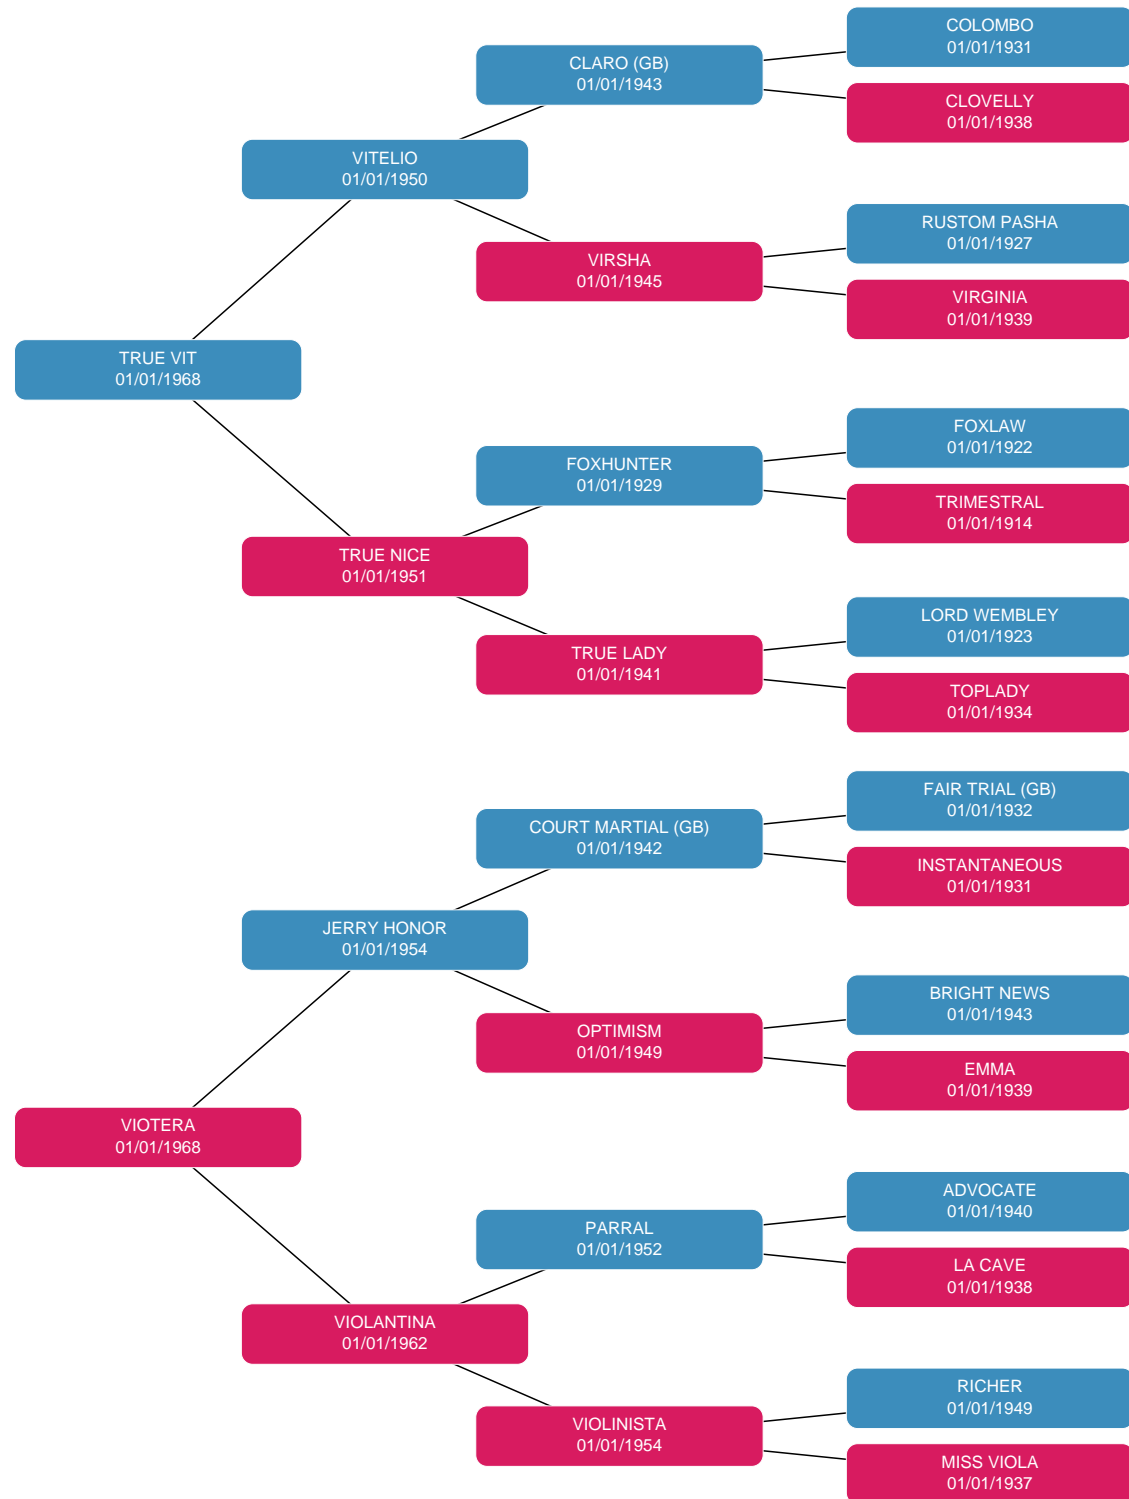 COLOMBO
01/01/1931
CLARO (GB)
01/01/1943
CLOVELLY
01/01/1938
VITELIO
01/01/1950
RUSTOM PASHA
01/01/1927
VIRSHA
01/01/1945
VIRGINIA
01/01/1939
TRUE VIT
01/01/1968
FOXLAW
01/01/1922
FOXHUNTER
01/01/1929
TRIMESTRAL
01/01/1914
TRUE NICE
01/01/1951
LORD WEMBLEY
01/01/1923
TRUE LADY
01/01/1941
TOPLADY
01/01/1934
FAIR TRIAL (GB)
01/01/1932
COURT MARTIAL (GB)
01/01/1942
INSTANTANEOUS
01/01/1931
JERRY HONOR
01/01/1954
BRIGHT NEWS
01/01/1943
OPTIMISM
01/01/1949
EMMA
01/01/1939
VIOTERA
01/01/1968
ADVOCATE
01/01/1940
PARRAL
01/01/1952
LA CAVE
01/01/1938
VIOLANTINA
01/01/1962
RICHER
01/01/1949
VIOLINISTA
01/01/1954
MISS VIOLA
01/01/1937